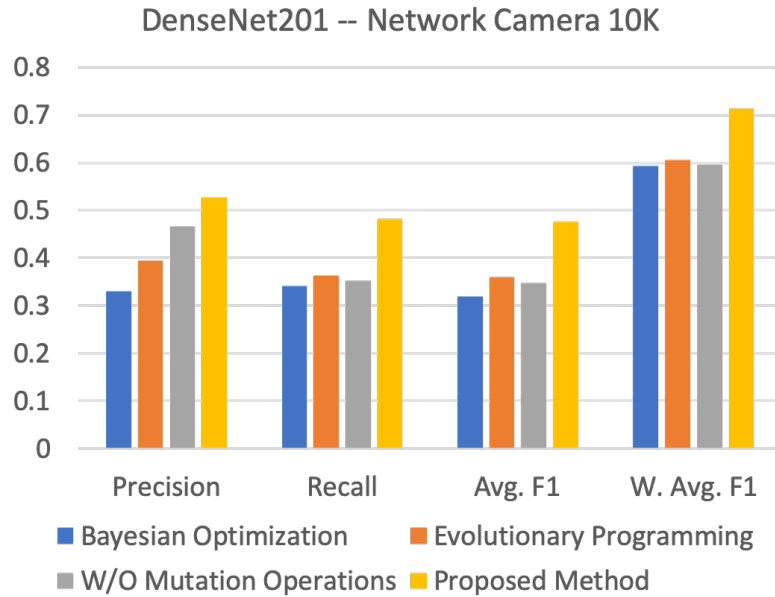 DenseNet201 -- Network Camera 10K
0.8
0.7
0.6
0.5
0.4
0.3
0.2
0.1
0
Precision Recall Avg. F1 W. Avg. F1
Bayesian Optimization Evolutionary Programming
W/O Mutation Operations Proposed Method